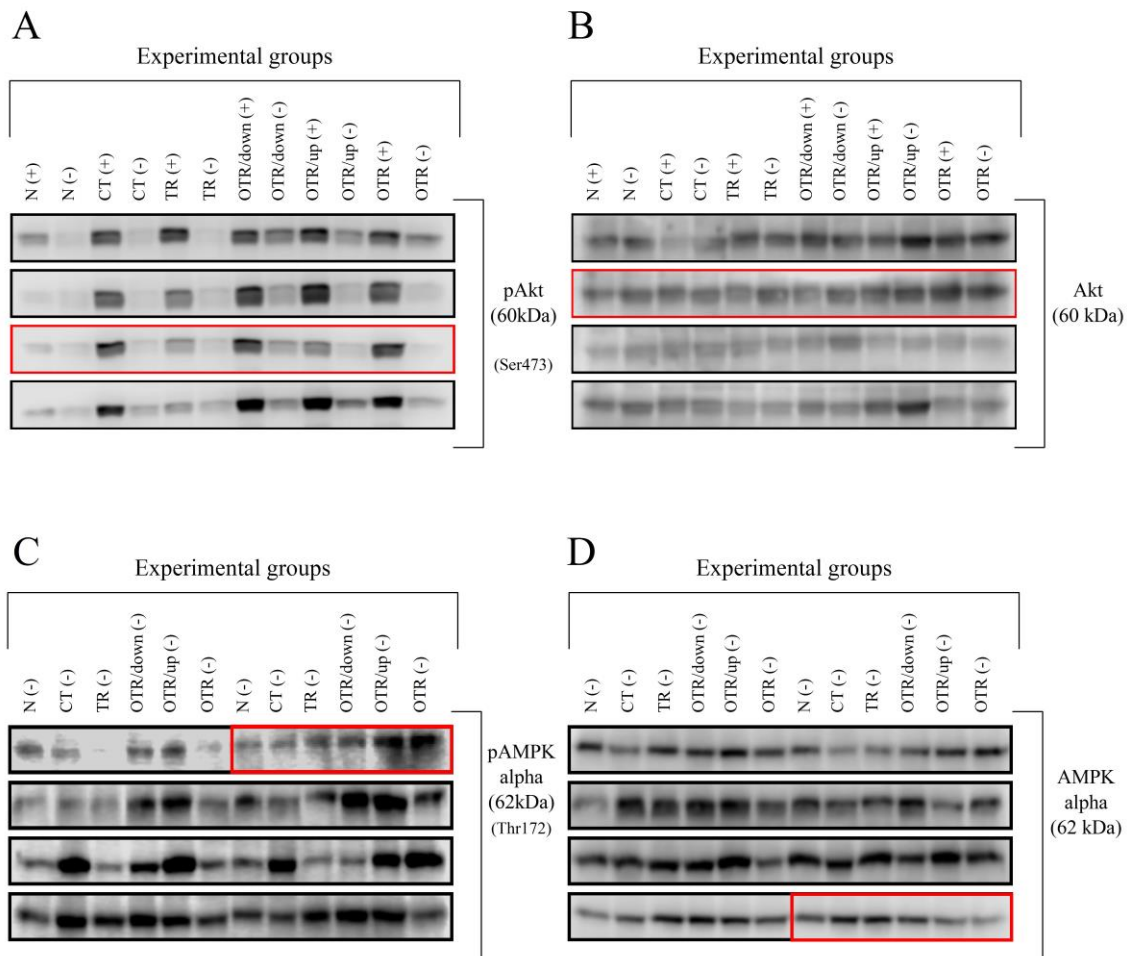 A
Experimental groups
N (+)
N (-)
CT (+)
CT (-)
TR (+)
TR (-)
OTR/down (+)
OTR/down (-)
OTR/up (+)
OTR/up (-)
OTR (+)
OTR (-)
pAkt
(60kDa)
(Ser473)
B
Experimental groups
N (+)
N (-)
CT (+)
CT (-)
TR (+)
TR (-)
OTR/down (+)
OTR/down (-)
OTR/up (+)
OTR/up (-)
OTR (+)
OTR (-)
Akt
(60 kDa)
C
Experimental groups
N (-)
CT (-)
TR (-)
OTR/down (-)
OTR/up (-)
OTR (-)
N (-)
CT (-)
TR (-)
OTR/down (-)
OTR/up (-)
OTR (-)
pAMPK
alpha
(62kDa)
(Thr172)
D
Experimental groups
N (-)
CT (-)
TR (-)
OTR/down (-)
OTR/up (-)
OTR (-)
N (-)
CT (-)
TR (-)
OTR/down (-)
OTR/up (-)
OTR (-)
AMPK
alpha
(62 kDa)